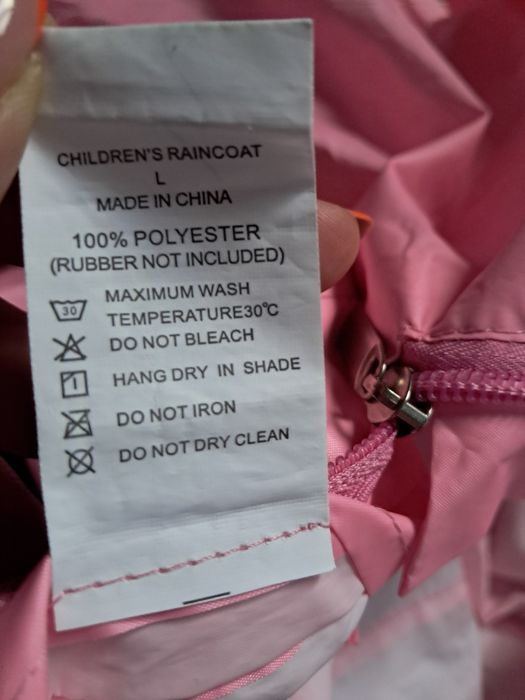 CHILDREN'S RAINCOAT
L
MADE IN CHINA
100% POLYESTER
(RUBBER NOT INCLUDED)
30 MAXIMUM WASH
TEMPERATURE30℃
DO NOT BLEACH
HANG DRY IN SHADE
DO NOT IRON
DO NOT DRY CLEAN